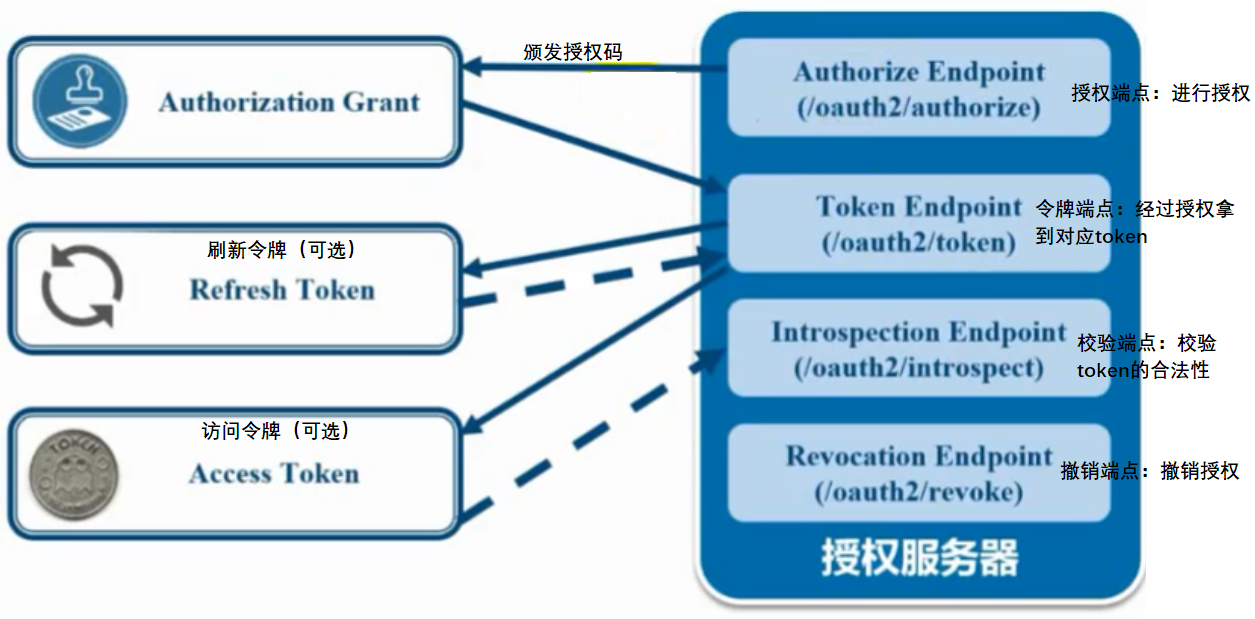 颁发授权码
Authorization Grant
Authorize Endpoint
(/oauth2/authorize)
授权端点：进行授权
刷新令牌（可选）
Refresh Token
Token Endpoint
(/oauth2/token)
令牌端点：经过授权拿
到对应token
访问令牌（可选）
TOKEN
Access Token
Introspection Endpoint
(/oauth2/introspect)
校验端点：校验
token的合法性
Revocation Endpoint
(/oauth2/revoke)
撤销端点：撤销授权
授权服务器